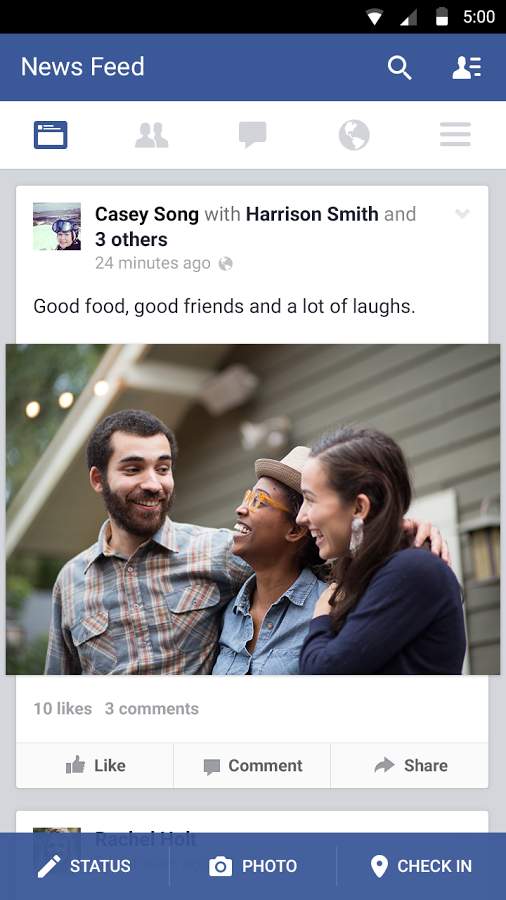 5:00
News Feed
Casey Song with Harrison Smith and
3 others
24 minutes ago
Good food, good friends and a lot of laughs.
10 likes 3 comments
Like Comment Share
Rachel Holt
STATUS PHOTO CHECK IN